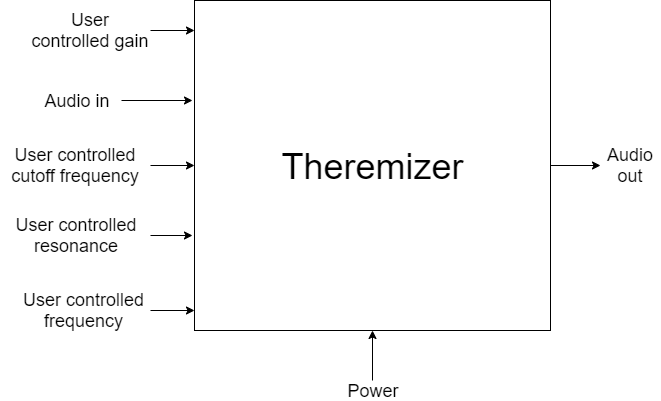 User
controlled gain
Audio in
User controlled
cutoff frequency
User controlled
resonance
User controlled
frequency
Theremizer
Audio
out
Power